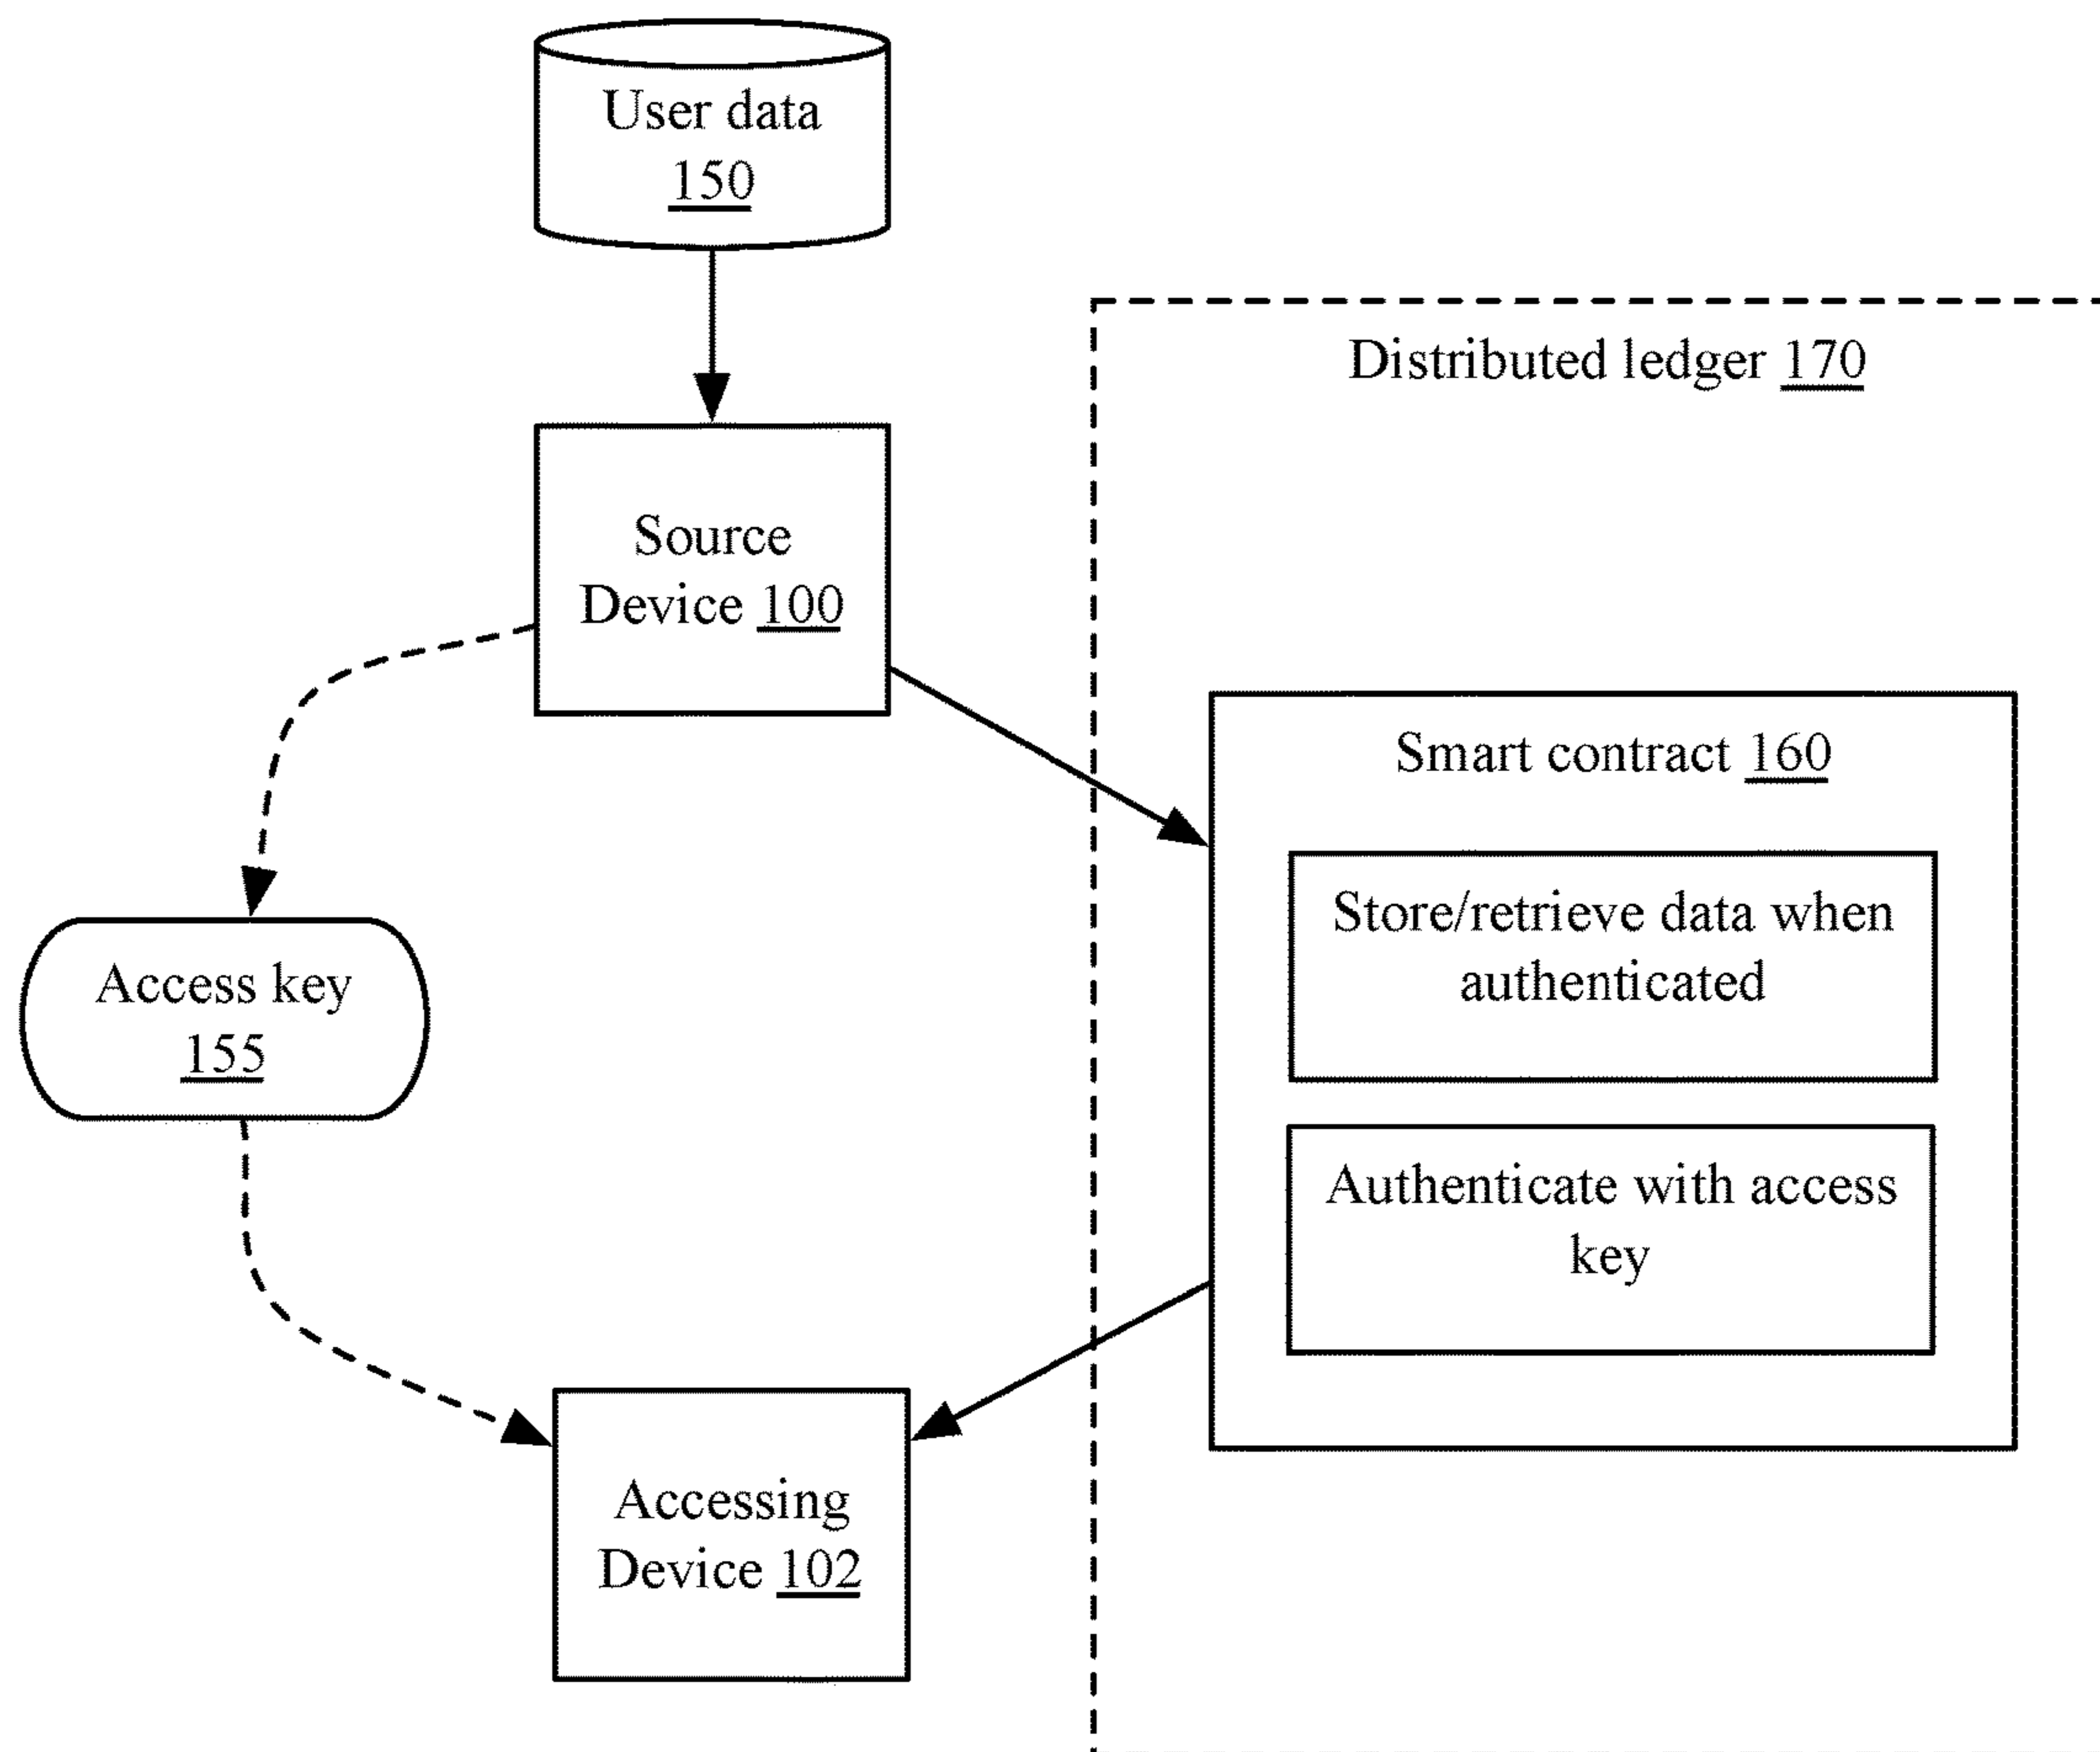 User data
150
Distributed ledger 170
Source
Device 100
Smart contract 160
Store/retrieve data when
authenticated
Access key
155
Authenticate with access
key
Accessing
Device 102